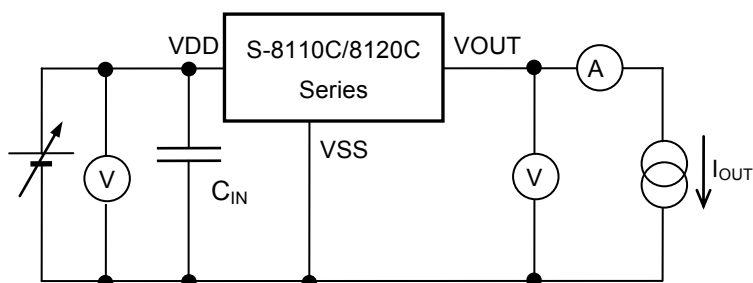 VDD
S-8110C/8120C
Series
VOUT
A
VSS
V
CIN
V
IOUT